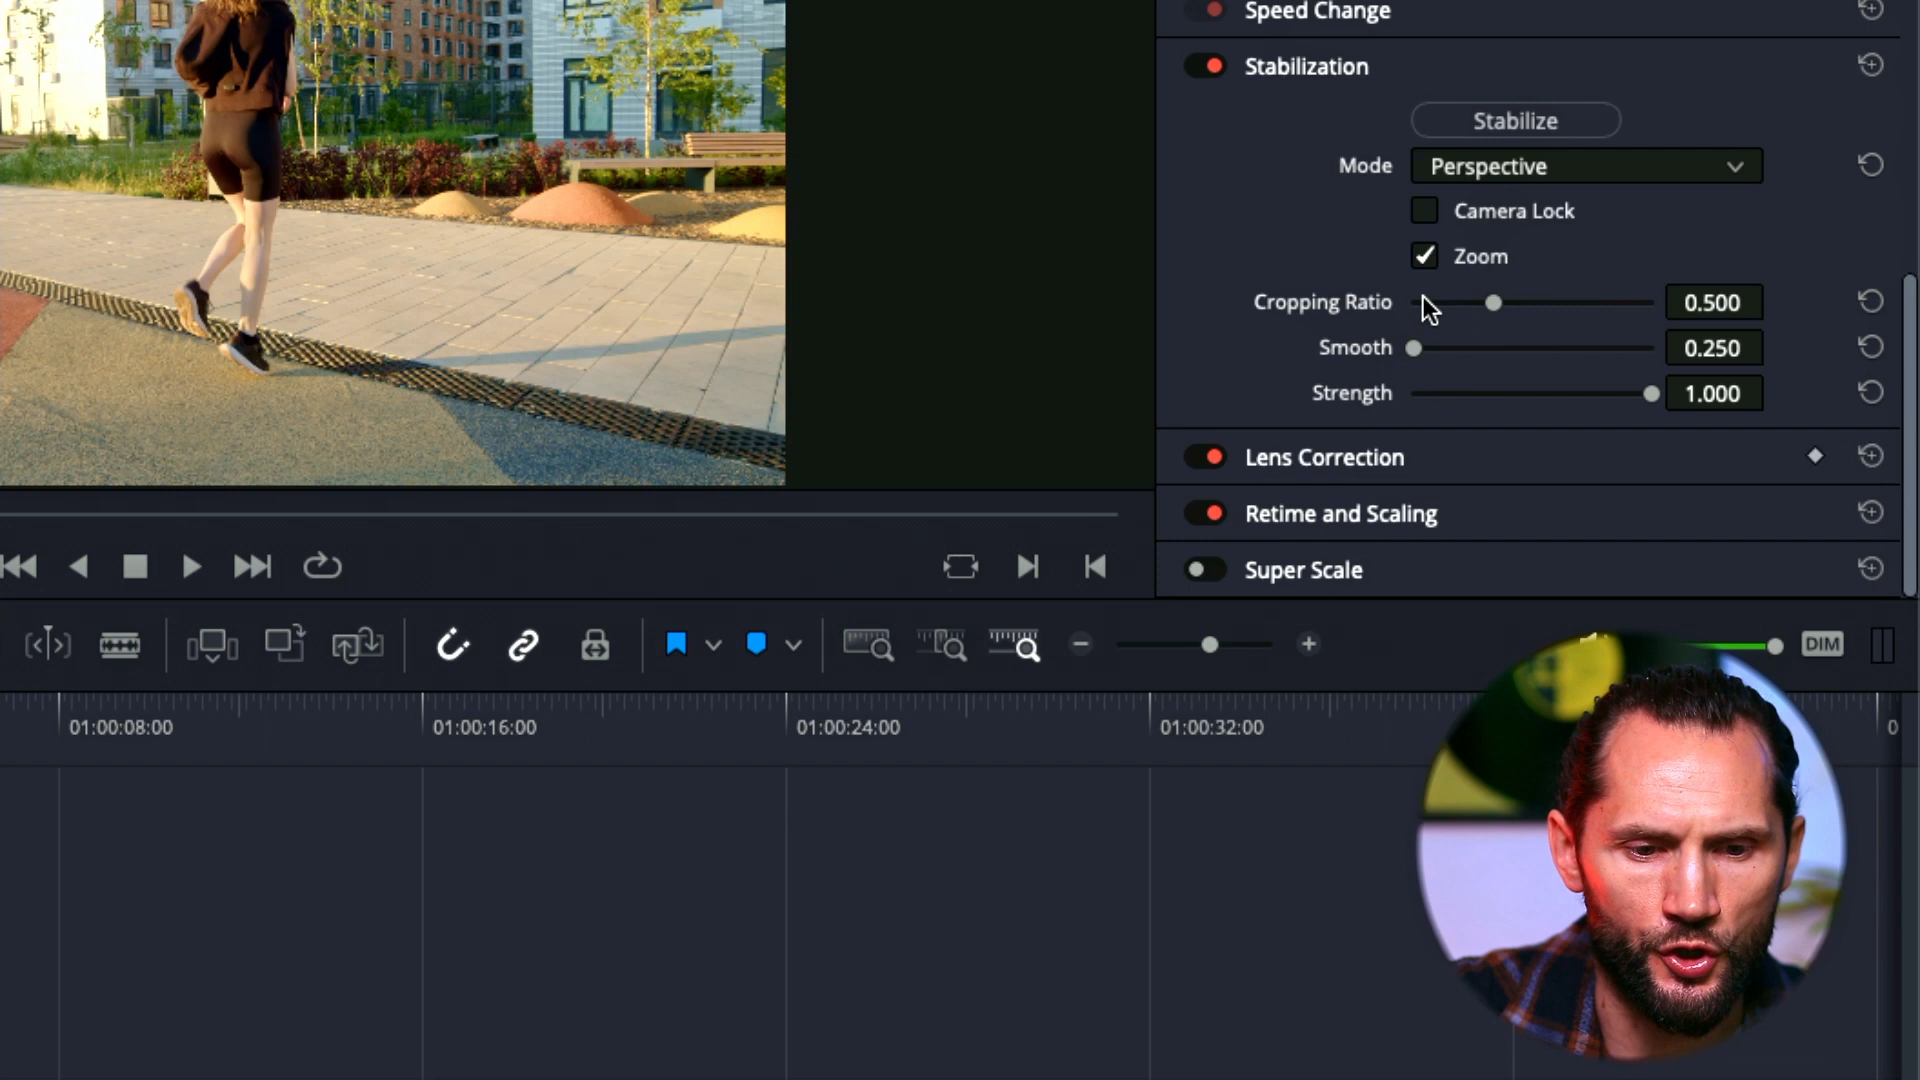 Speed Change
Stabilization
Stabilize
Mode Perspective
Camera Lock
Zoom
Cropping Ratio 0.500
Smooth 0.250
Strength 1.000
Lens Correction
Retime and Scaling
Super Scale
DIM
01:00:08:00 01:00:16:00 01:00:24:00 01:00:32:00 0